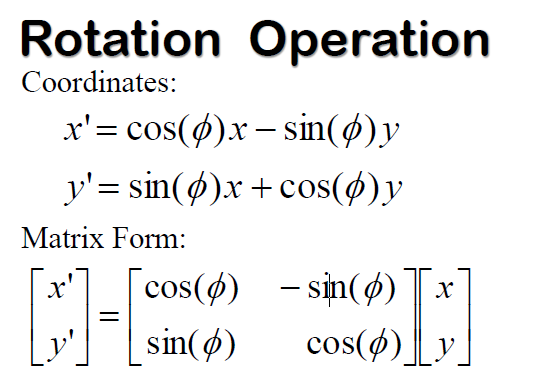 Rotation Operation
Coordinates:
x'= cos(ϕ)x − sin(ϕ)y
y'= sin(ϕ)x + cos(ϕ)y
Matrix Form:
[x'] = [cos(ϕ) − sin(ϕ)] [x]
[y'] [sin(ϕ) cos(ϕ)] [y]